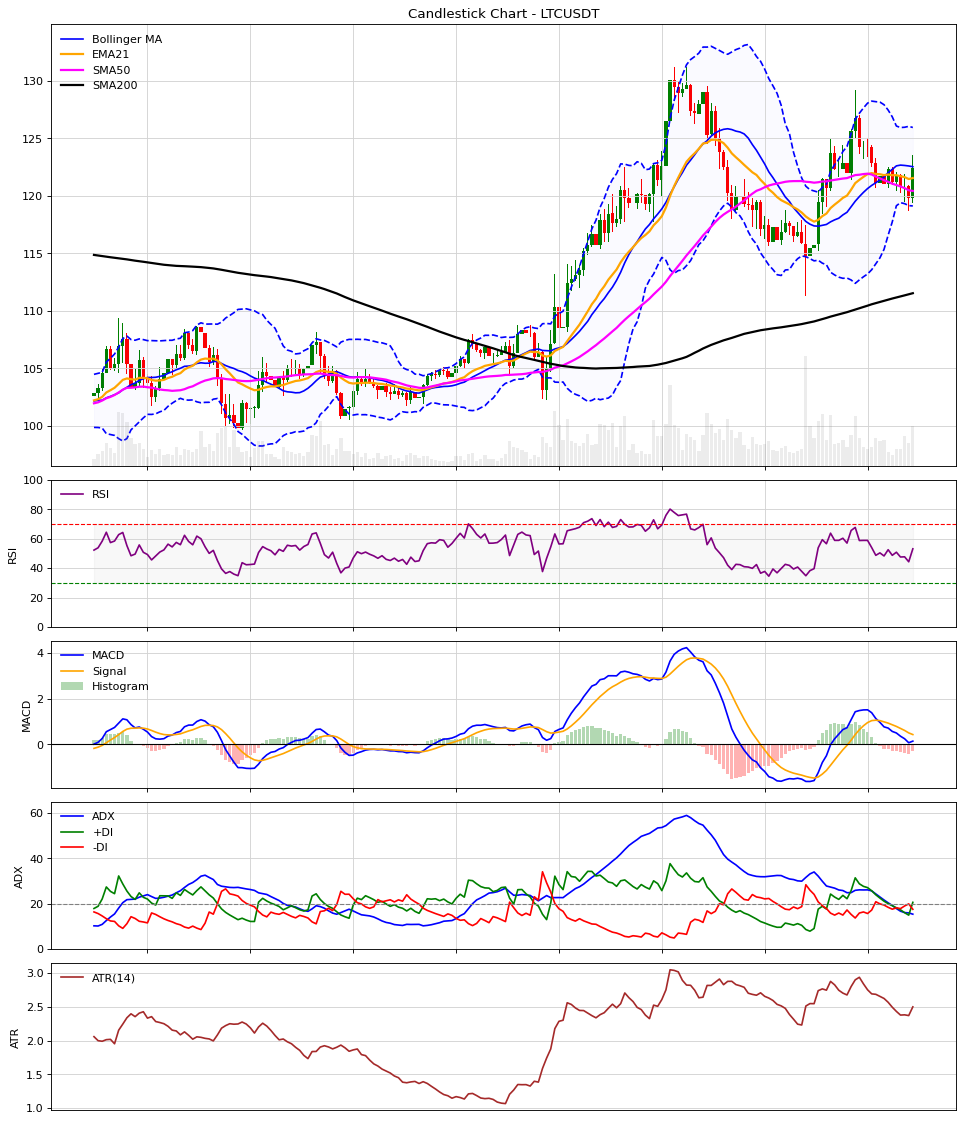 Candlestick Chart - LTCUSDT
Bollinger MA
EMA21
SMA50
SMA200
130
125
120
115
110
105
100
RSI
100
80
60
40
20
0
RSI
MACD
Signal
Histogram
4
2
0
MACD
ADX
+DI
-DI
60
40
20
0
ADX
ATR(14)
3.0
2.5
2.0
1.5
1.0
ATR